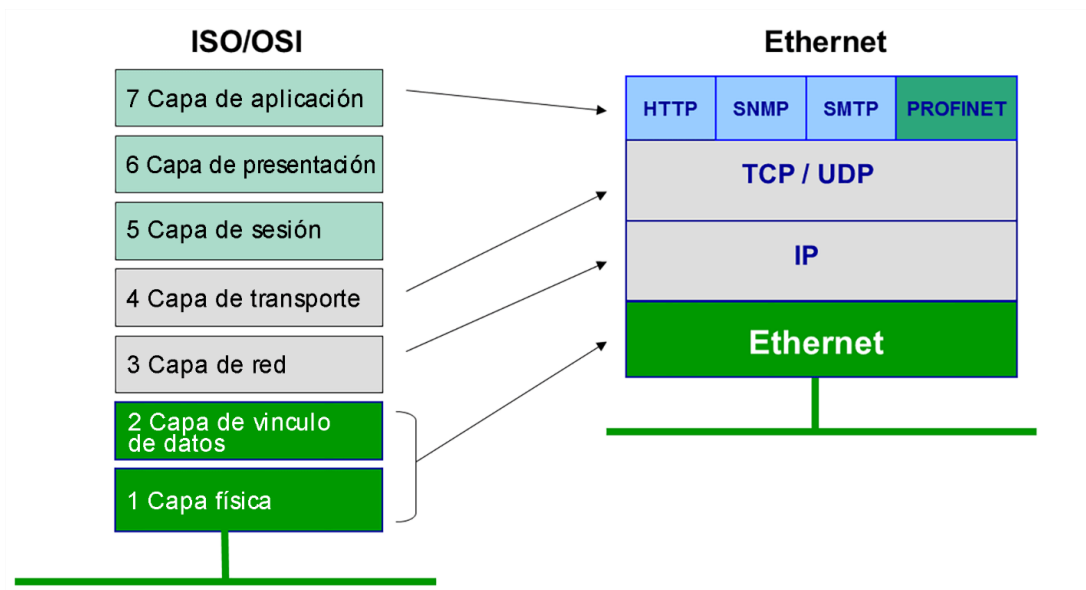 ISO/OSI
7 Capa de aplicación
6 Capa de presentación
5 Capa de sesión
4 Capa de transporte
3 Capa de red
2 Capa de vinculo
de datos
1 Capa física
Ethernet
HTTP SNMP SMTP PROFINET
TCP / UDP
IP
Ethernet